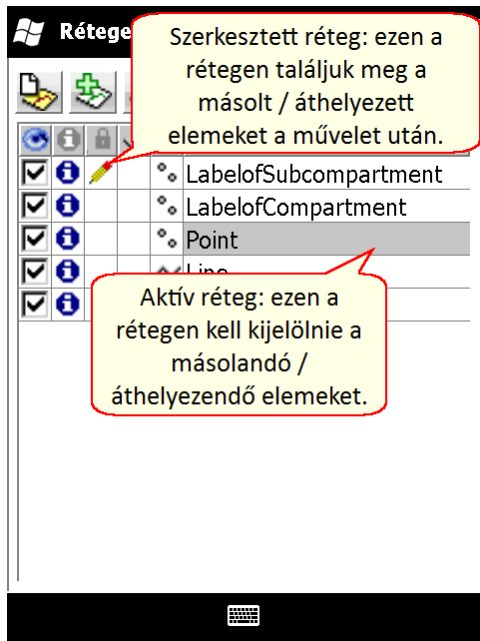 Rétege
Szerkesztett réteg: ezen a
rétegen találjuk meg a
másolt / áthelyezett
elemeket a művelet után.
LabelofSubcompartment
LabelofCompartment
Point
Line
Aktív réteg: ezen a
rétegen kell kijelölnie a
másolandó /
áthelyezendő elemeket.